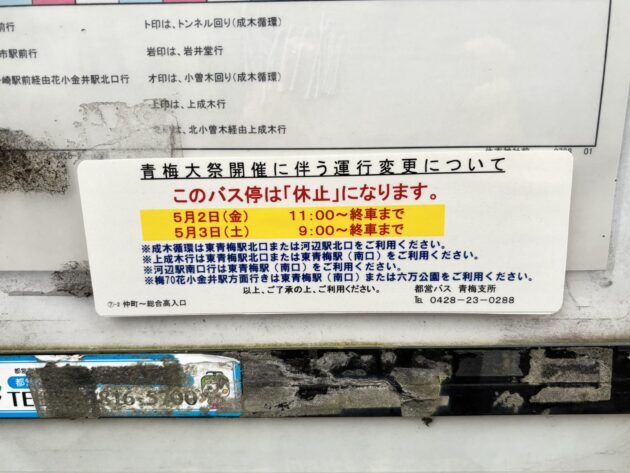 前行
ト印は、トンネル回り(成木循環)
市駅前行
岩印は、岩井堂行
崎駅前経由花小金井駅北口行
オ印は、小曽木回り(成木循環)
上印は、上成木行
は、北小曽木経由上成木行
01
青梅大祭開催に伴う運行変更について
このバス停は「休止」になります。
5月2日(金) 11:00~終車まで
5月3日(土) 9:00~終車まで
※成木循環は東青梅駅北口または河辺駅北口をご利用ください。
※上成木行は東青梅駅(南口)をご利用ください。
※河辺駅南口行は東青梅駅(南口)をご利用ください。
※梅70花小金井駅方面行きは東青梅駅(南口)または六万公園をご利用ください。
以上、ご了承の上、ご利用ください。
都営バス 青梅支所
℡ 0428-23-0288
⑦-2 仲町~総合高入口
都営
TE 816-5700